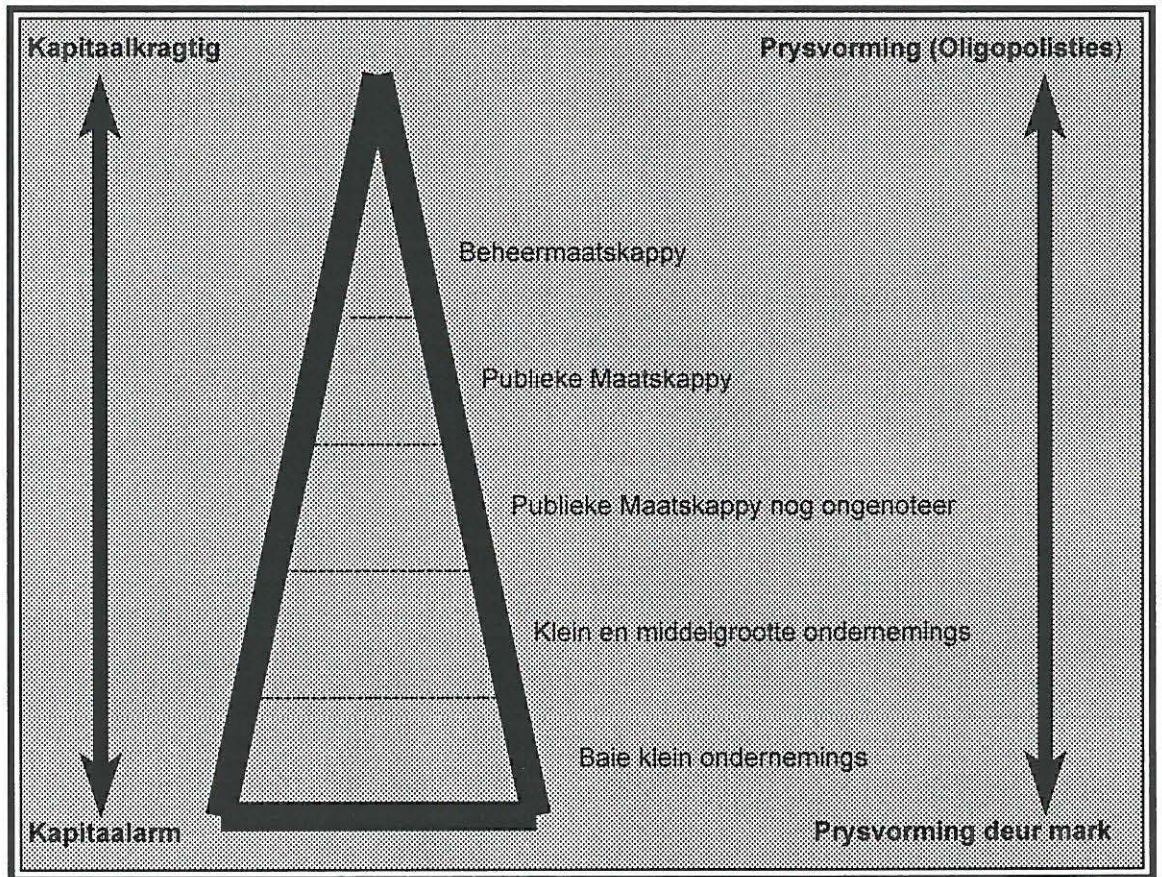 Kapitaalkragtig
Prysvorming (Oligopolisties)
Beheermaatskappy
Publieke Maatskappy
Publieke Maatskappy nog ongenoteer
Klein en middelgrootte ondernemings
Baie klein ondernemings
Kapitaalarm
Prysvorming deur mark